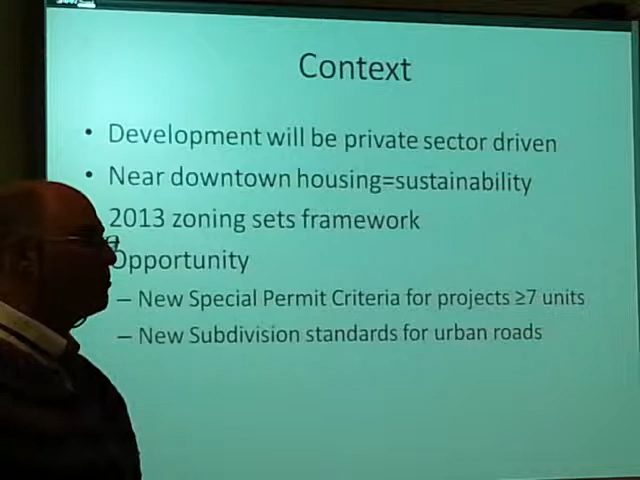 Context
• Development will be private sector driven
• Near downtown housing=sustainability
2013 zoning sets framework
Opportunity
– New Special Permit Criteria for projects ≥7 units
– New Subdivision standards for urban roads